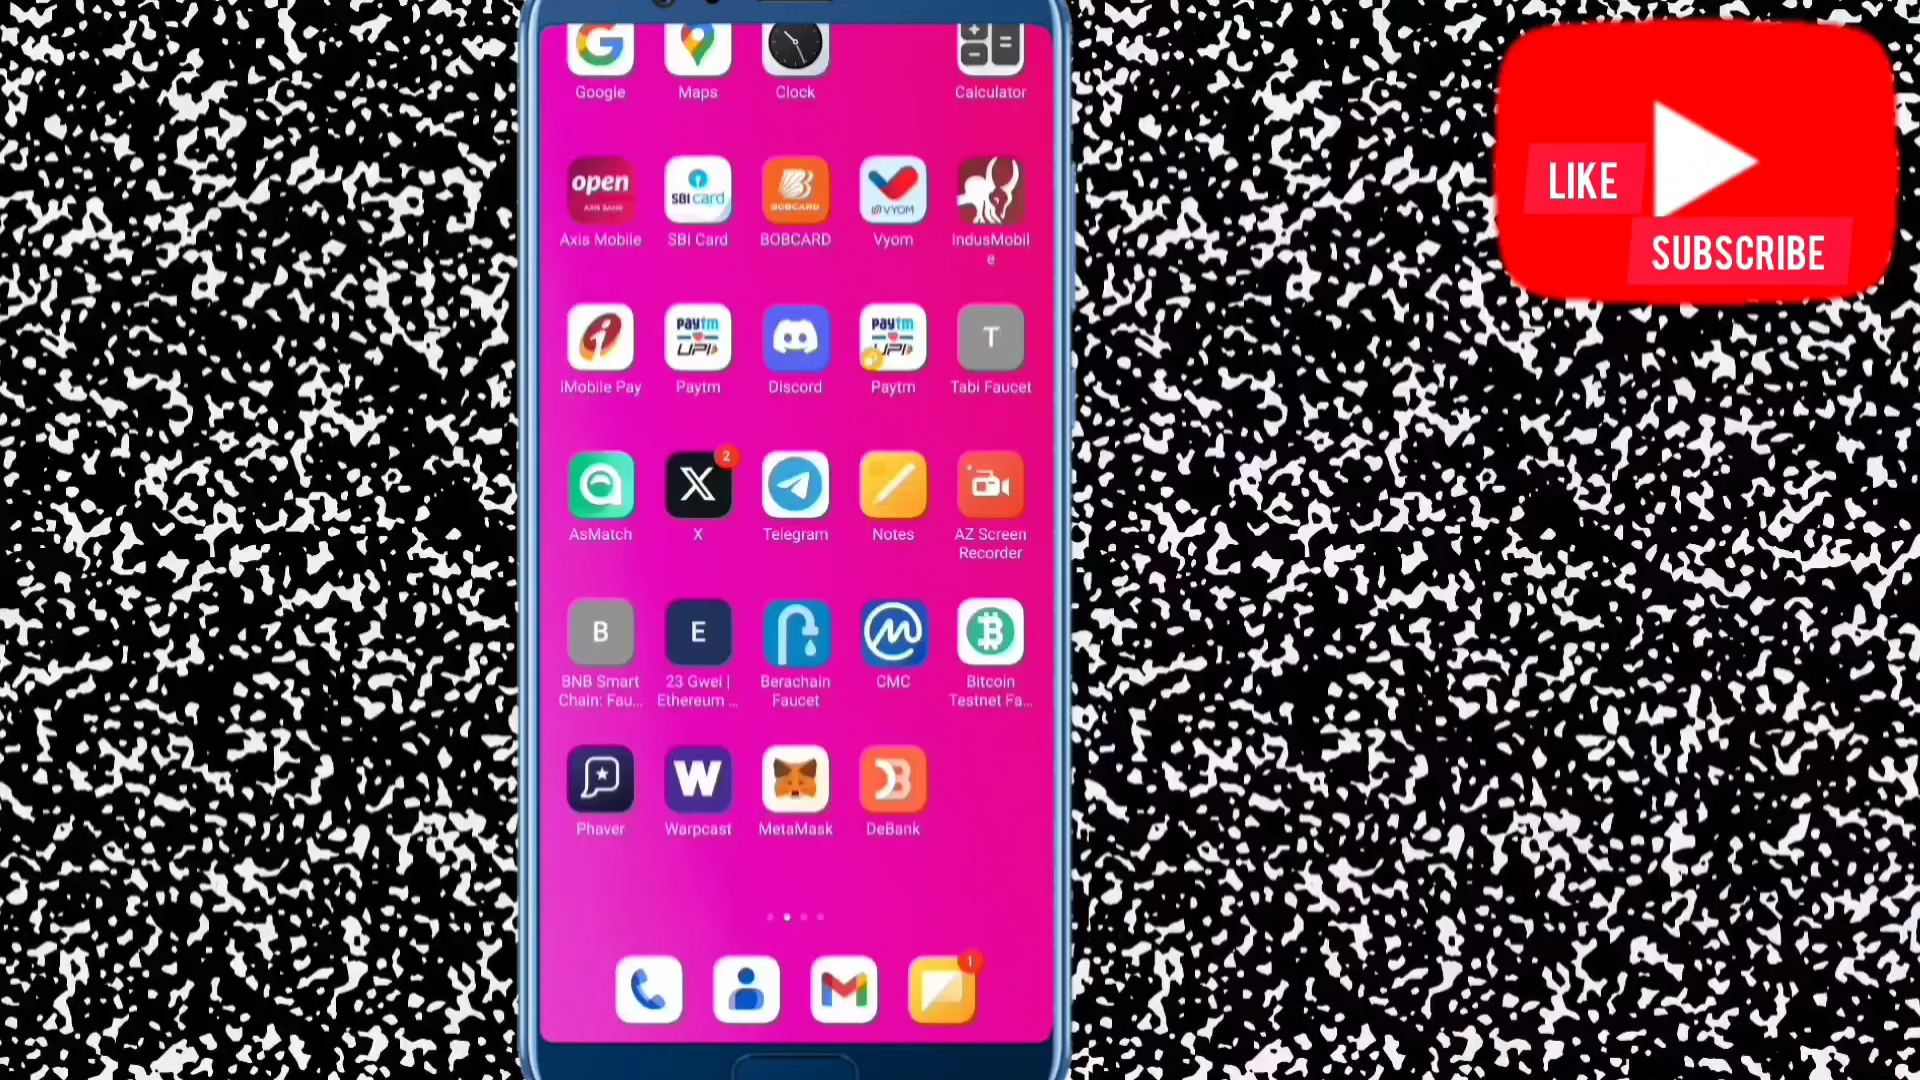 Google Maps Clock Calculator
LIKE
SUBSCRIBE
open
AXIS BANK
SBI card
BOBCARD
VYOM
Axis Mobile SBI Card BOBCARD Vyom IndusMobil
e
Paytm
UPI
Paytm
UPI
T
iMobile Pay Paytm Discord Paytm Tabi Faucet
X 2
AsMatch X Telegram Notes AZ Screen
Recorder
B E
BNB Smart
Chain: Fau...
23 Gwei |
Ethereum ...
Berachain
Faucet
CMC
Bitcoin
Testnet Fa...
W
Phaver Warpcast MetaMask DeBank
1